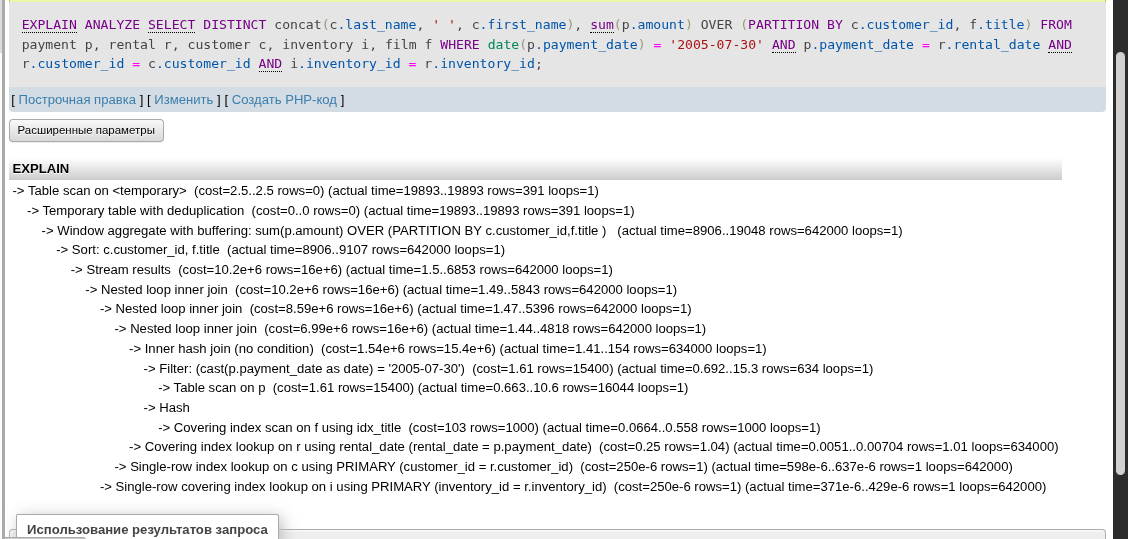 EXPLAIN ANALYZE SELECT DISTINCT concat(c.last_name, ' ', c.first_name), sum(p.amount) OVER (PARTITION BY c.customer_id, f.title) FROM
payment p, rental r, customer c, inventory i, film f WHERE date(p.payment_date) = '2005-07-30' AND p.payment_date = r.rental_date AND
r.customer_id = c.customer_id AND i.inventory_id = r.inventory_id;
[ Построчная правка ] [ Изменить ] [ Создать PHP-код ]
Расширенные параметры
EXPLAIN
-> Table scan on <temporary>  (cost=2.5..2.5 rows=0) (actual time=19893..19893 rows=391 loops=1)
-> Temporary table with deduplication  (cost=0..0 rows=0) (actual time=19893..19893 rows=391 loops=1)
-> Window aggregate with buffering: sum(p.amount) OVER (PARTITION BY c.customer_id,f.title )   (actual time=8906..19048 rows=642000 loops=1)
-> Sort: c.customer_id, f.title  (actual time=8906..9107 rows=642000 loops=1)
-> Stream results  (cost=10.2e+6 rows=16e+6) (actual time=1.5..6853 rows=642000 loops=1)
-> Nested loop inner join  (cost=10.2e+6 rows=16e+6) (actual time=1.49..5843 rows=642000 loops=1)
-> Nested loop inner join  (cost=8.59e+6 rows=16e+6) (actual time=1.47..5396 rows=642000 loops=1)
-> Nested loop inner join  (cost=6.99e+6 rows=16e+6) (actual time=1.44..4818 rows=642000 loops=1)
-> Inner hash join (no condition)  (cost=1.54e+6 rows=15.4e+6) (actual time=1.41..154 rows=634000 loops=1)
-> Filter: (cast(p.payment_date as date) = '2005-07-30')  (cost=1.61 rows=15400) (actual time=0.692..15.3 rows=634 loops=1)
-> Table scan on p  (cost=1.61 rows=15400) (actual time=0.663..10.6 rows=16044 loops=1)
-> Hash
-> Covering index scan on f using idx_title  (cost=103 rows=1000) (actual time=0.0664..0.558 rows=1000 loops=1)
-> Covering index lookup on r using rental_date (rental_date = p.payment_date)  (cost=0.25 rows=1.04) (actual time=0.0051..0.00704 rows=1.01 loops=634000)
-> Single-row index lookup on c using PRIMARY (customer_id = r.customer_id)  (cost=250e-6 rows=1) (actual time=598e-6..637e-6 rows=1 loops=642000)
-> Single-row covering index lookup on i using PRIMARY (inventory_id = r.inventory_id)  (cost=250e-6 rows=1) (actual time=371e-6..429e-6 rows=1 loops=642000)
Использование результатов запроса